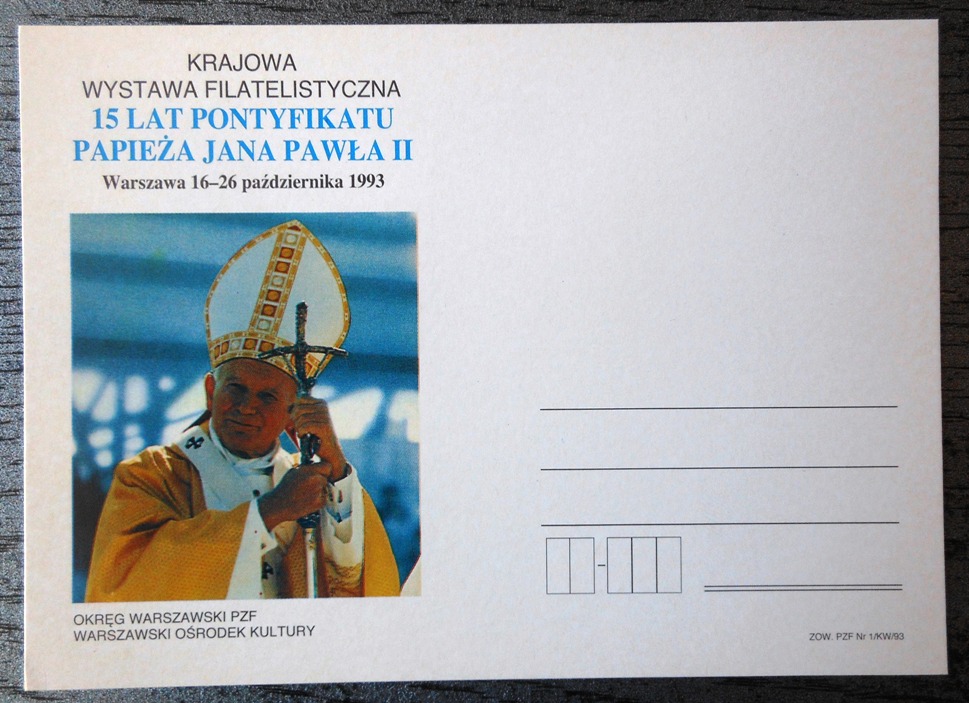 KRAJOWA
WYSTAWA FILATELISTYCZNA
15 LAT PONTYFIKATU
PAPIEŻA JANA PAWŁA II
Warszawa 16–26 października 1993
OKRĘG WARSZAWSKI PZF
WARSZAWSKI OŚRODEK KULTURY
ZOW. PZF Nr 1/KW/93